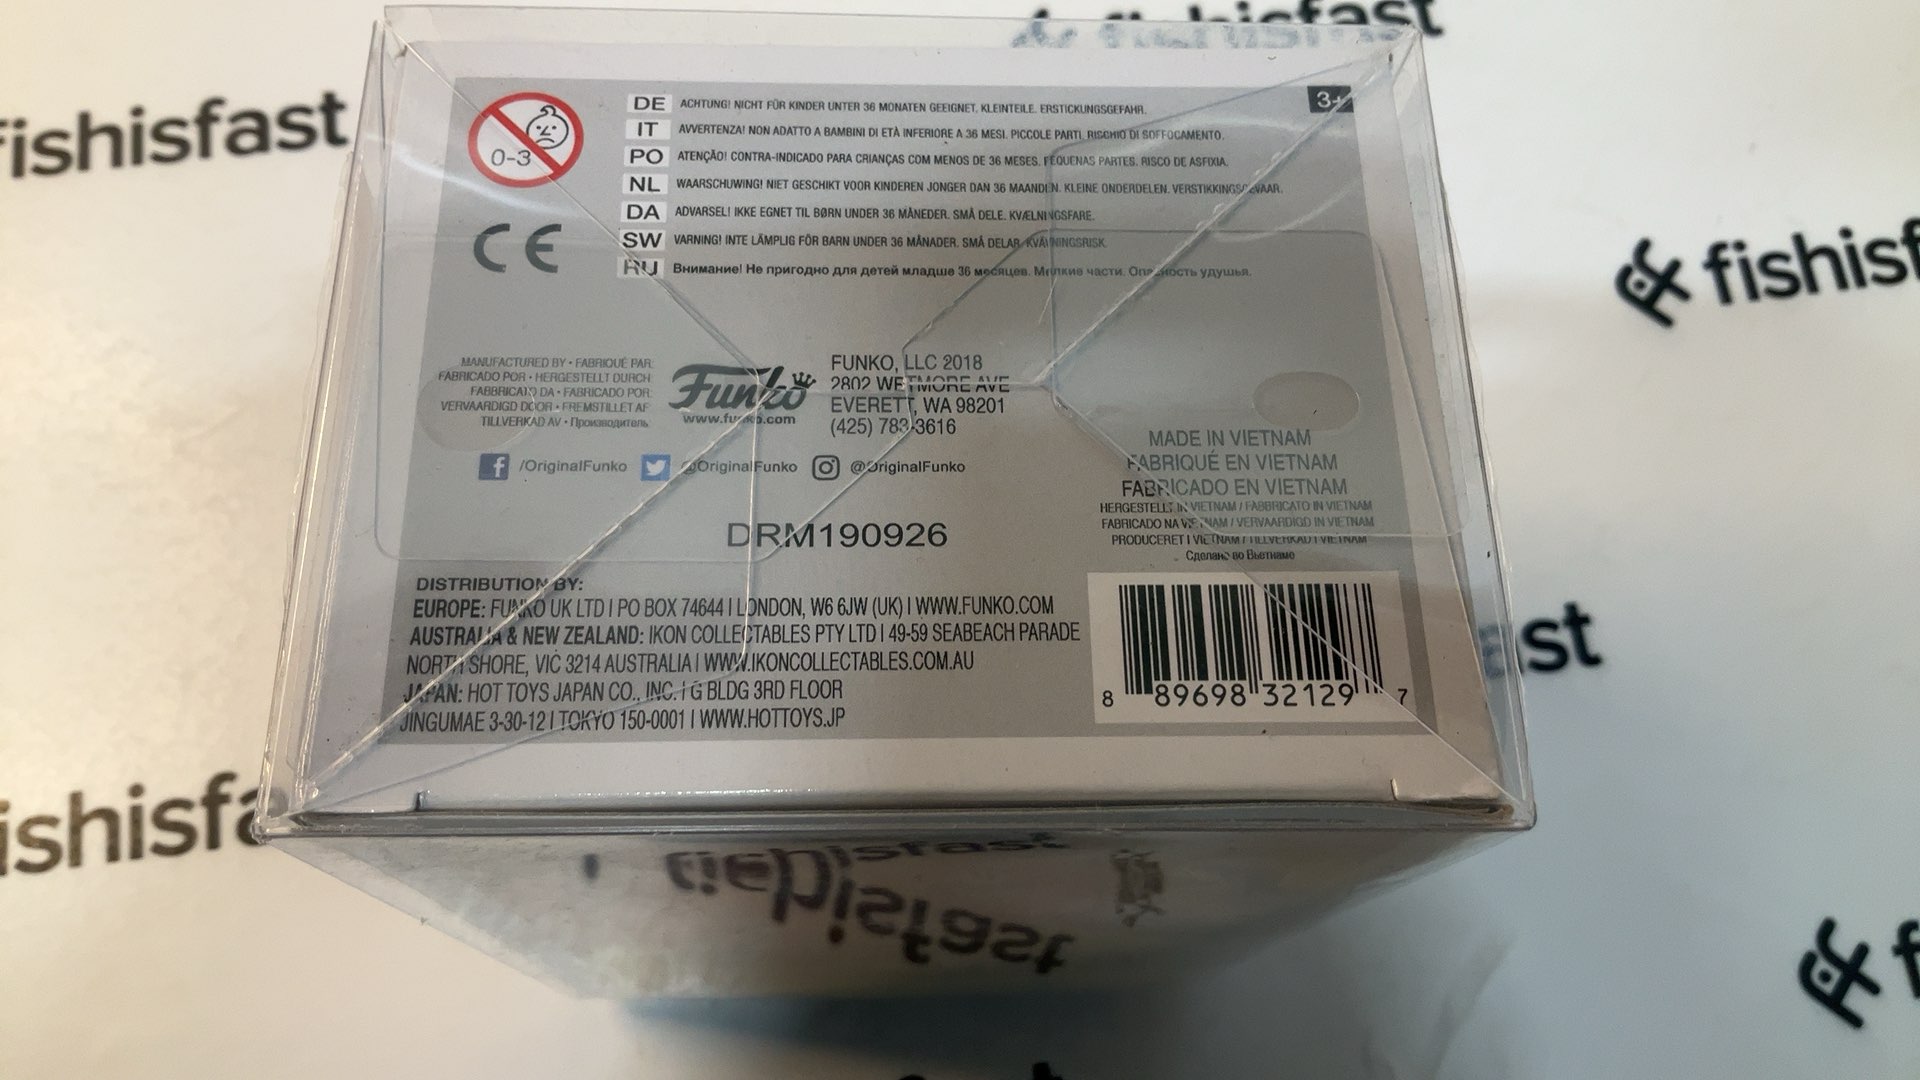 fishisfast
fishisfast
0-3
3+
DE ACHTUNG! NICHT FÜR KINDER UNTER 36 MONATEN GEEIGNET. KLEINTEILE. ERSTICKUNGSGEFAHR.
IT AVVERTENZA! NON ADATTO A BAMBINI DI ETÀ INFERIORE A 36 MESI. PICCOLE PARTI. RISCHIO DI SOFFOCAMENTO.
PO ATENÇÃO! CONTRA-INDICADO PARA CRIANÇAS COM MENOS DE 36 MESES. PEQUENAS PARTES. RISCO DE ASFIXIA.
NL WAARSCHUWING! NIET GESCHIKT VOOR KINDEREN JONGER DAN 36 MAANDEN. KLEINE ONDERDELEN. VERSTIKKINGSGEVAAR.
DA ADVARSEL! IKKE EGNET TIL BØRN UNDER 36 MÅNEDER. SMÅ DELE. KVÆLNINGSFARE.
SW VARNING! INTE LÄMPLIG FÖR BARN UNDER 36 MÅNADER. SMÅ DELAR. KVÄVNINGSRISK.
RU Внимание! Не пригодно для детей младше 36 месяцев. Мелкие части. Опасность удушья.
CE
MANUFACTURED BY • FABRIQUÉ PAR:
FABRICADO POR • HERGESTELLT DURCH:
FABBRICATO DA • FABRICADO POR:
VERVAARDIGD DOOR • FREMSTILLET AF:
TILLVERKAD AV • Производитель:
Funko
www.funko.com
FUNKO, LLC 2018
2802 WETMORE AVE
EVERETT, WA 98201
(425) 783-3616
/OriginalFunko @OriginalFunko @OriginalFunko
MADE IN VIETNAM
FABRIQUÉ EN VIETNAM
FABRICADO EN VIETNAM
HERGESTELLT IN VIETNAM / FABBRICATO IN VIETNAM
FABRICADO NA VIETNAM / VERVAARDIGD IN VIETNAM
PRODUCERET I VIETNAM / TILLVERKAD I VIETNAM
Сделано во Вьетнаме
DRM190926
DISTRIBUTION BY:
EUROPE: FUNKO UK LTD | PO BOX 74644 | LONDON, W6 6JW (UK) | WWW.FUNKO.COM
AUSTRALIA & NEW ZEALAND: IKON COLLECTABLES PTY LTD | 49-59 SEABEACH PARADE
NORTH SHORE, VIC 3214 AUSTRALIA | WWW.IKONCOLLECTABLES.COM.AU
JAPAN: HOT TOYS JAPAN CO., INC. | G BLDG 3RD FLOOR
JINGUMAE 3-30-12 | TOKYO 150-0001 | WWW.HOTTOYS.JP
8 89698 32129 7
fishisf
ast
ishisfa
fishisfast
fishisfast
f